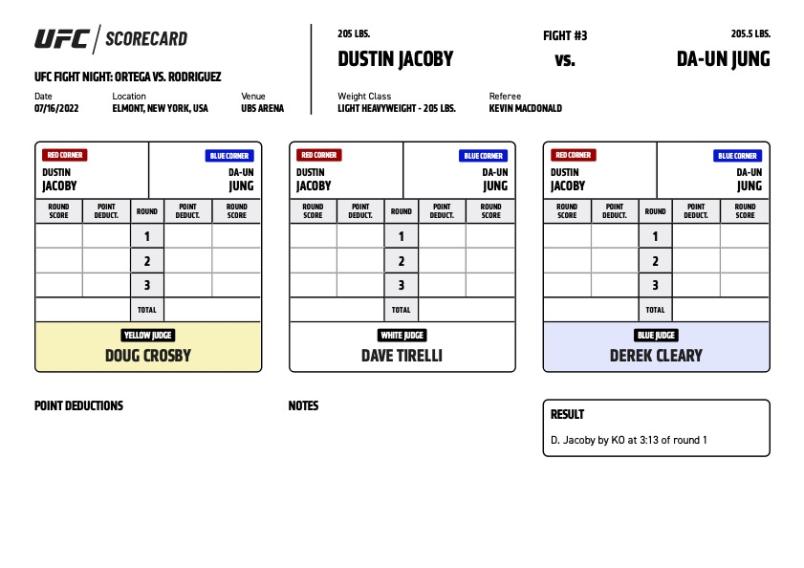 UFC / SCORECARD
UFC FIGHT NIGHT: ORTEGA VS. RODRIGUEZ
Date Location Venue
07/16/2022 ELMONT, NEW YORK, USA UBS ARENA
205 LBS. FIGHT #3 205.5 LBS.
DUSTIN JACOBY VS. DA-UN JUNG
Weight Class Referee
LIGHT HEAVYWEIGHT - 205 LBS. KEVIN MACDONALD
RED CORNER BLUE CORNER
DUSTIN DA-UN
JACOBY JUNG
ROUND SCORE POINT DEDUCT. ROUND POINT DEDUCT. ROUND SCORE
1
2
3
TOTAL
YELLOW JUDGE
DOUG CROSBY
RED CORNER BLUE CORNER
DUSTIN DA-UN
JACOBY JUNG
ROUND SCORE POINT DEDUCT. ROUND POINT DEDUCT. ROUND SCORE
1
2
3
TOTAL
WHITE JUDGE
DAVE TIRELLI
RED CORNER BLUE CORNER
DUSTIN DA-UN
JACOBY JUNG
ROUND SCORE POINT DEDUCT. ROUND POINT DEDUCT. ROUND SCORE
1
2
3
TOTAL
BLUE JUDGE
DEREK CLEARY
POINT DEDUCTIONS
NOTES
RESULT
D. Jacoby by KO at 3:13 of round 1